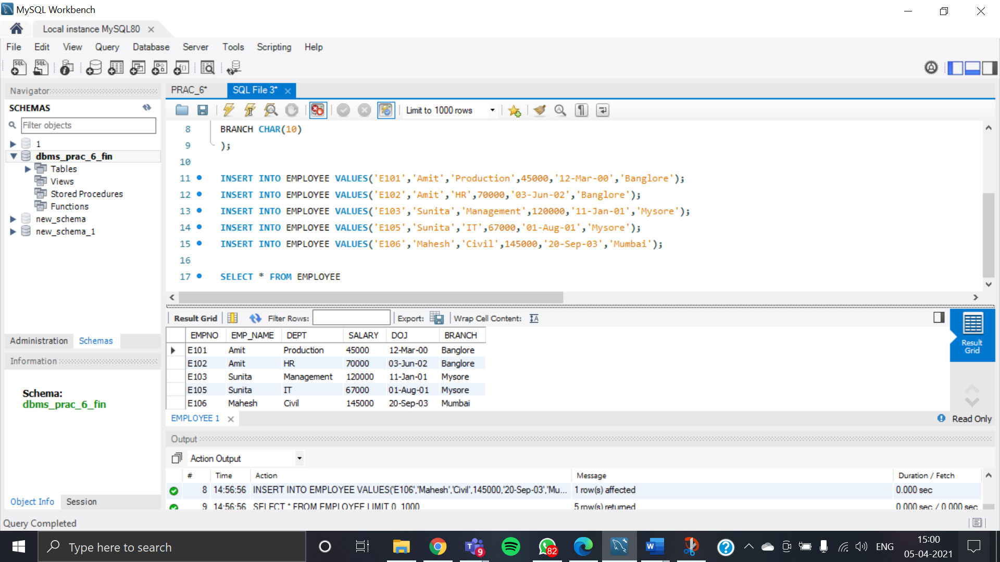 MySQL Workbench
Local instance MySQL80
File Edit View Query Database Server Tools Scripting Help
Navigator
SCHEMAS
Filter objects
1
dbms_prac_6_fin
Tables
Views
Stored Procedures
Functions
new_schema
new_schema_1
Administration Schemas
Information
Schema:
dbms_prac_6_fin
Object Info Session
PRAC_6* SQL File 3*
Limit to 1000 rows
8 BRANCH CHAR(10)
9 );
10
11 INSERT INTO EMPLOYEE VALUES('E101','Amit','Production',45000,'12-Mar-00','Banglore');
12 INSERT INTO EMPLOYEE VALUES('E102','Amit','HR',70000,'03-Jun-02','Banglore');
13 INSERT INTO EMPLOYEE VALUES('E103','Sunita','Management',120000,'11-Jan-01','Mysore');
14 INSERT INTO EMPLOYEE VALUES('E105','Sunita','IT',67000,'01-Aug-01','Mysore');
15 INSERT INTO EMPLOYEE VALUES('E106','Mahesh','Civil',145000,'20-Sep-03','Mumbai');
16
17 SELECT * FROM EMPLOYEE
Result Grid Filter Rows: Export: Wrap Cell Content:
EMPNO EMP_NAME DEPT SALARY DOJ BRANCH
E101 Amit Production 45000 12-Mar-00 Banglore
E102 Amit HR 70000 03-Jun-02 Banglore
E103 Sunita Management 120000 11-Jan-01 Mysore
E105 Sunita IT 67000 01-Aug-01 Mysore
E106 Mahesh Civil 145000 20-Sep-03 Mumbai
Result
Grid
EMPLOYEE 1
Read Only
Output
Action Output
# Time Action Message Duration / Fetch
8 14:56:56 INSERT INTO EMPLOYEE VALUES('E106','Mahesh','Civil',145000,'20-Sep-03','Mu... 1 row(s) affected 0.000 sec
9 14:56:56 SELECT * FROM EMPLOYEE LIMIT 0, 1000 5 row(s) returned 0.000 sec / 0.000 sec
Query Completed
Type here to search
9
82
ENG
15:00
05-04-2021